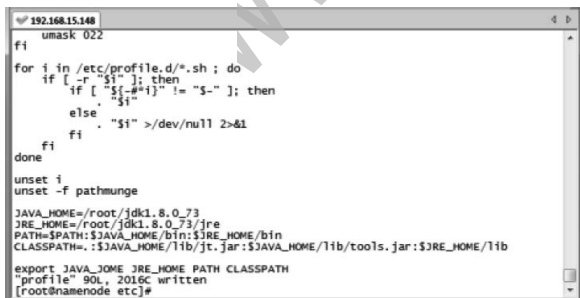 192.168.15.148
umask 022
fi
for i in /etc/profile.d/*.sh ; do
if [ -r "$i" ]; then
if [ "${-#*i}" != "$-" ]; then
. "$i"
else
. "$i" >/dev/null 2>&1
fi
fi
done
unset i
unset -f pathmunge
JAVA_HOME=/root/jdk1.8.0_73
JRE_HOME=/root/jdk1.8.0_73/jre
PATH=$PATH:$JAVA_HOME/bin:$JRE_HOME/bin
CLASSPATH=.:$JAVA_HOME/lib/jt.jar:$JAVA_HOME/lib/tools.jar:$JRE_HOME/lib
export JAVA_JOME JRE_HOME PATH CLASSPATH
"profile" 90L, 2016C written
[root@namenode etc]#